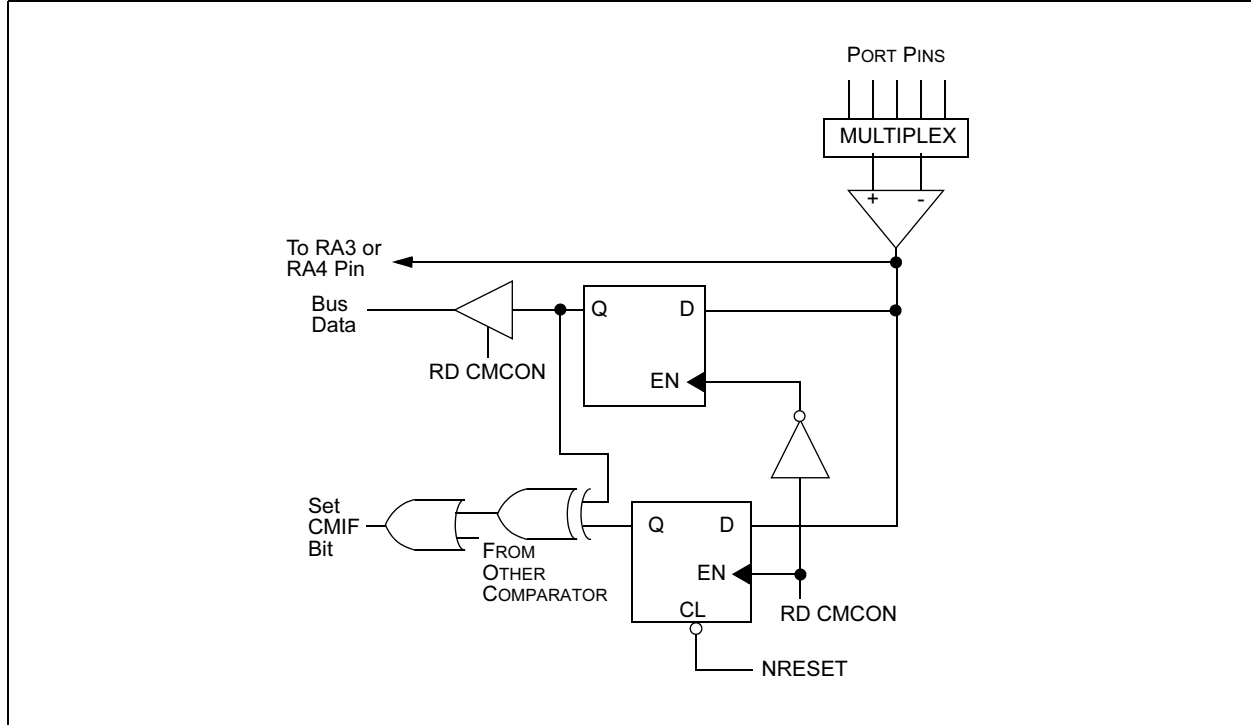 PORT PINS
MULTIPLEX
+ -
To RA3 or
RA4 Pin
Bus
Data
Q D
RD CMCON
EN
Set
CMIF
Bit
Q D
FROM
OTHER
COMPARATOR
EN
CL
RD CMCON
NRESET